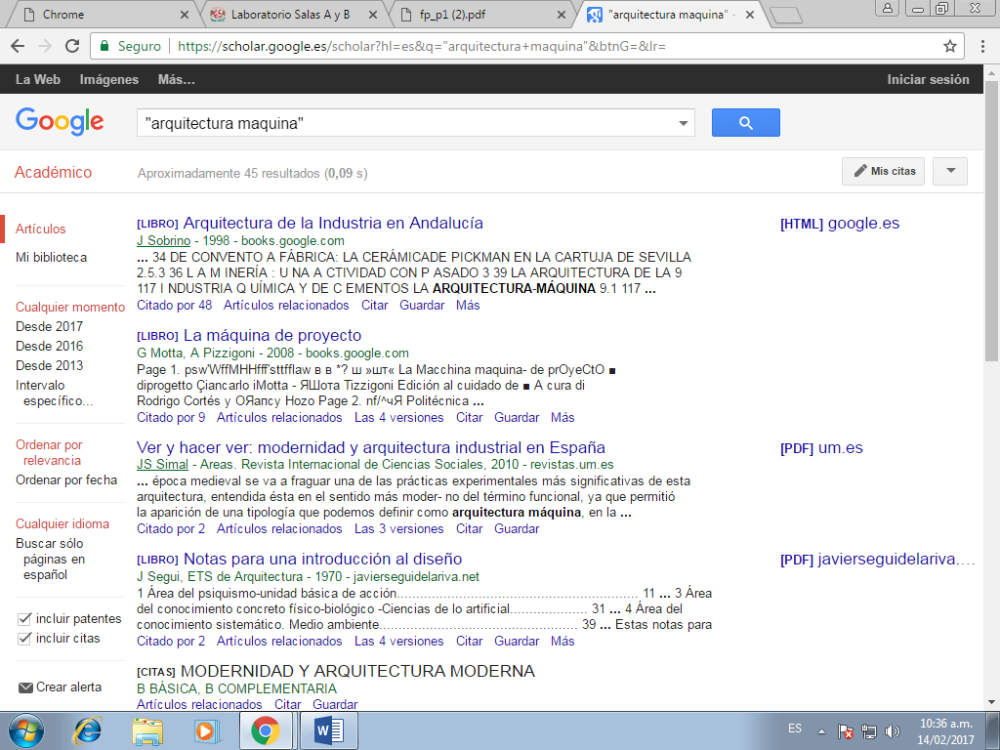 Chrome
Laboratorio Salas A y B
fp_p1 (2).pdf
"arquitectura maquina" -
Seguro
https://scholar.google.es/scholar?hl=es&q="arquitectura+maquina"&btnG=&lr=
La Web Imágenes Más... Iniciar sesión
Google
"arquitectura maquina"
Académico
Aproximadamente 45 resultados (0,09 s)
Mis citas
Artículos
Mi biblioteca
Cualquier momento
Desde 2017
Desde 2016
Desde 2013
Intervalo
específico...
Ordenar por
relevancia
Ordenar por fecha
Cualquier idioma
Buscar sólo
páginas en
español
incluir patentes
incluir citas
Crear alerta
[LIBRO] Arquitectura de la Industria en Andalucía
J Sobrino - 1998 - books.google.com
... 34 DE CONVENTO A FÁBRICA: LA CERÁMICADE PICKMAN EN LA CARTUJA DE SEVILLA
2.5.3 36 L A M INERÍA : U NA A CTIVIDAD CON P ASADO 3 39 LA ARQUITECTURA DE LA 9
117 I NDUSTRIA Q UÍMICA Y DE C EMENTOS LA ARQUITECTURA-MÁQUINA 9.1 117 ...
Citado por 48 Artículos relacionados Citar Guardar Más
[HTML] google.es
[LIBRO] La máquina de proyecto
G Motta, A Pizzigoni - 2008 - books.google.com
Page 1. psw'WffMHHfff'sttfflaw в в *? ш »шт« La Macchina maquina- de prOyeCtO ■
diprogetto Çiancarlo iMotta - ЯШота Tizzigoni Edición al cuidado de ■ A cura di
Rodrigo Cortés y ОЯапсу Hozo Page 2. nf/^чЯ Politécnica ...
Citado por 9 Artículos relacionados Las 4 versiones Citar Guardar Más
Ver y hacer ver: modernidad y arquitectura industrial en España
JS Simal - Areas. Revista Internacional de Ciencias Sociales, 2010 - revistas.um.es
... época medieval se va a fraguar una de las prácticas experimentales más significativas de esta
arquitectura, entendida ésta en el sentido más moder- no del término funcional, ya que permitió
la aparición de una tipología que podemos definir como arquitectura máquina, en la ...
Citado por 2 Artículos relacionados Las 3 versiones Citar Guardar
[PDF] um.es
[LIBRO] Notas para una introducción al diseño
J Segui, ETS de Arquitectura - 1970 - javierseguidelariva.net
1 Área del psiquismo-unidad básica de acción.............................................................. 11 ... 3 Área
del conocimiento concreto físico-biológico -Ciencias de lo artificial.................... 31 ... 4 Área del
conocimiento sistemático. Medio ambiente................................................... 39 ... Estas notas para
Citado por 2 Artículos relacionados Las 4 versiones Citar Guardar Más
[PDF] javierseguidelariva....
[CITAS] MODERNIDAD Y ARQUITECTURA MODERNA
B BÁSICA, B COMPLEMENTARIA
Artículos relacionados Citar Guardar
ES
10:36 a.m.
14/02/2017